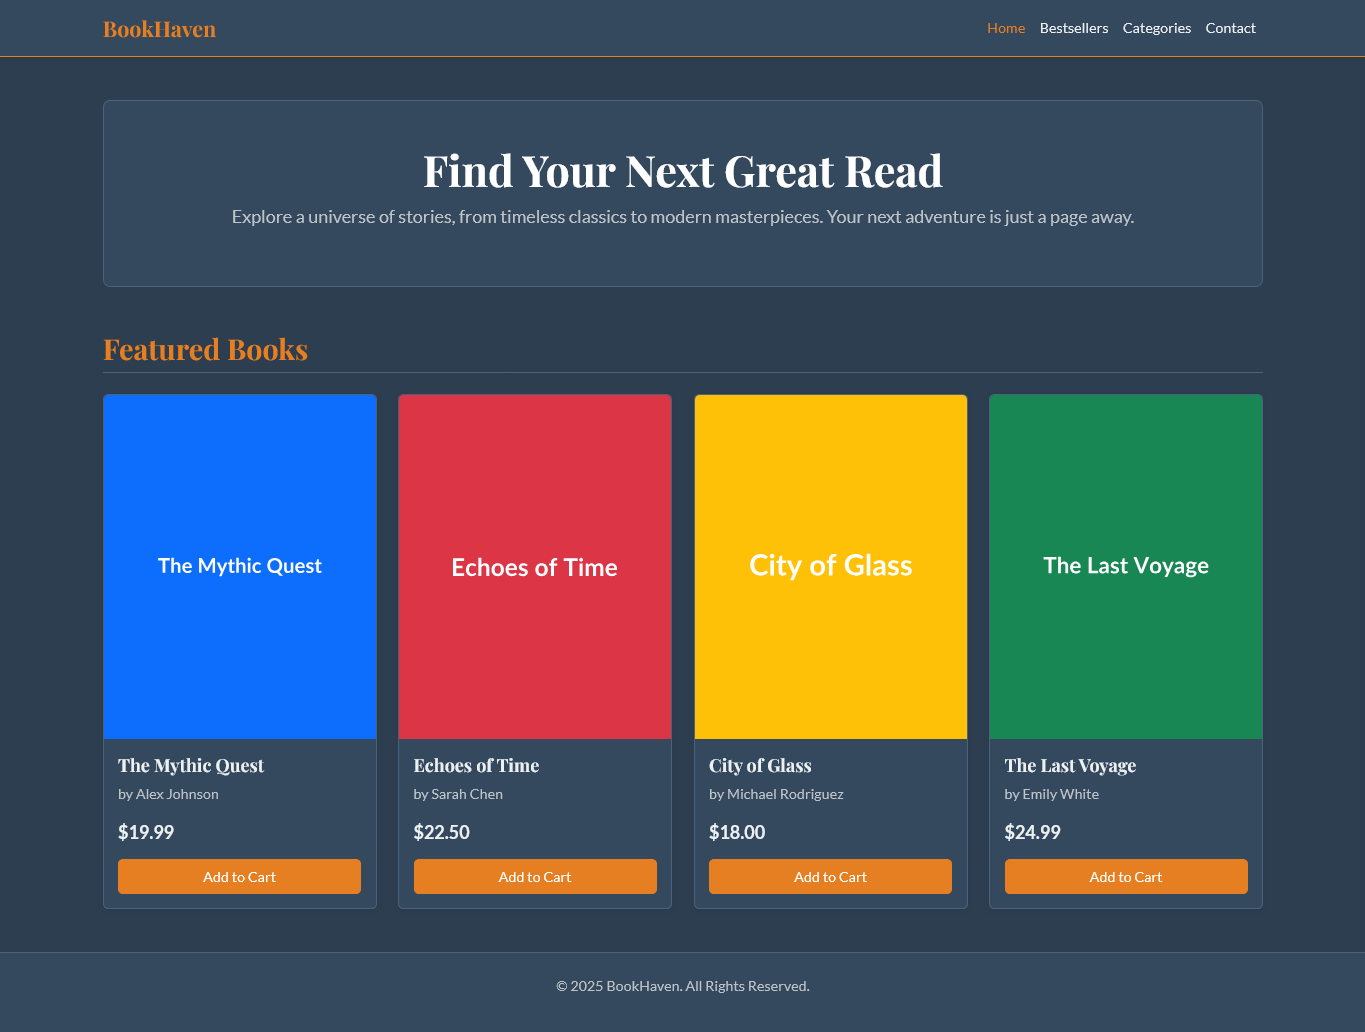 BookHaven
Home Bestsellers Categories Contact
Find Your Next Great Read
Explore a universe of stories, from timeless classics to modern masterpieces. Your next adventure is just a page away.
Featured Books
The Mythic Quest
Echoes of Time
City of Glass
The Last Voyage
The Mythic Quest
by Alex Johnson
$19.99
Add to Cart
Echoes of Time
by Sarah Chen
$22.50
Add to Cart
City of Glass
by Michael Rodriguez
$18.00
Add to Cart
The Last Voyage
by Emily White
$24.99
Add to Cart
© 2025 BookHaven. All Rights Reserved.